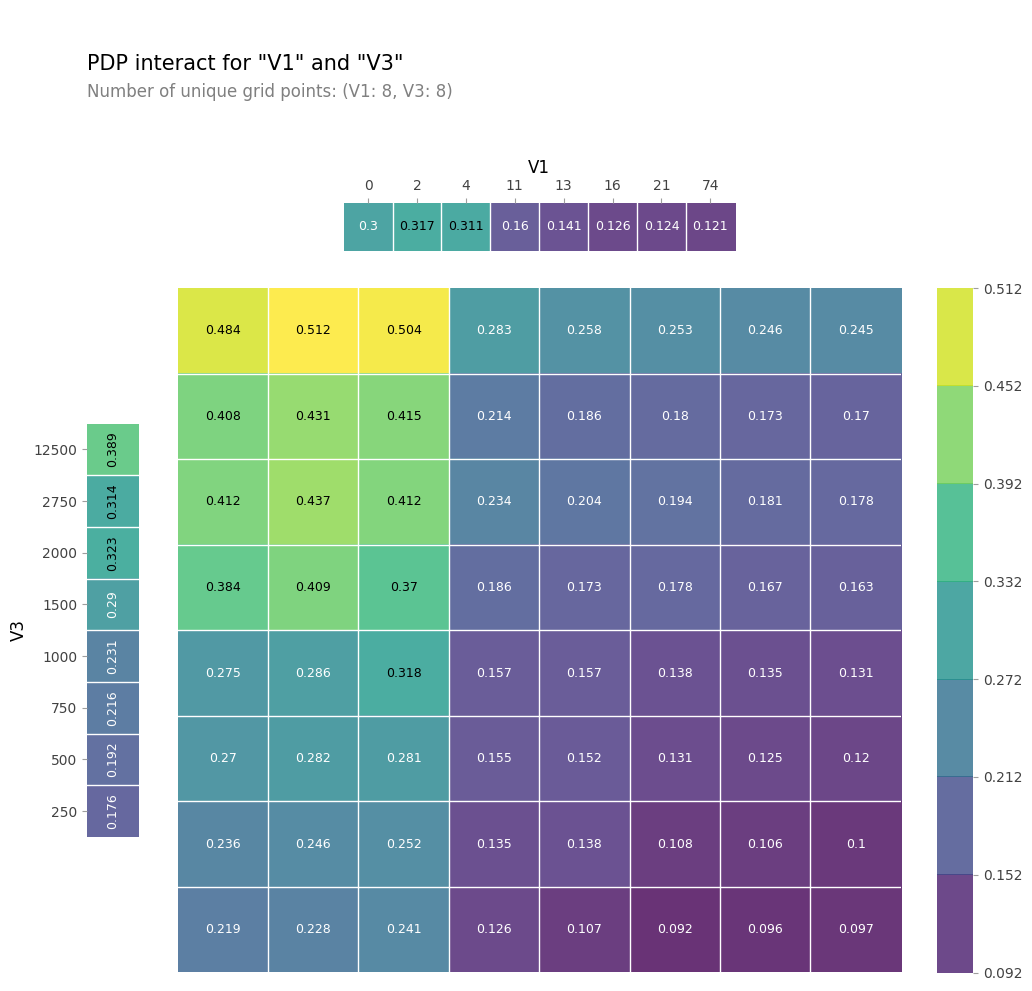 PDP interact for "V1" and "V3"
Number of unique grid points: (V1: 8, V3: 8)
V1
0 2 4 11 13 16 21 74
0.3 0.317 0.311 0.16 0.141 0.126 0.124 0.121
V3
12500 0.389
2750 0.314
2000 0.323
1500 0.29
1000 0.231
750 0.216
500 0.192
250 0.176
0.484 0.512 0.504 0.283 0.258 0.253 0.246 0.245
0.408 0.431 0.415 0.214 0.186 0.18 0.173 0.17
0.412 0.437 0.412 0.234 0.204 0.194 0.181 0.178
0.384 0.409 0.37 0.186 0.173 0.178 0.167 0.163
0.275 0.286 0.318 0.157 0.157 0.138 0.135 0.131
0.27 0.282 0.281 0.155 0.152 0.131 0.125 0.12
0.236 0.246 0.252 0.135 0.138 0.108 0.106 0.1
0.219 0.228 0.241 0.126 0.107 0.092 0.096 0.097
0.512
0.452
0.392
0.332
0.272
0.212
0.152
0.092